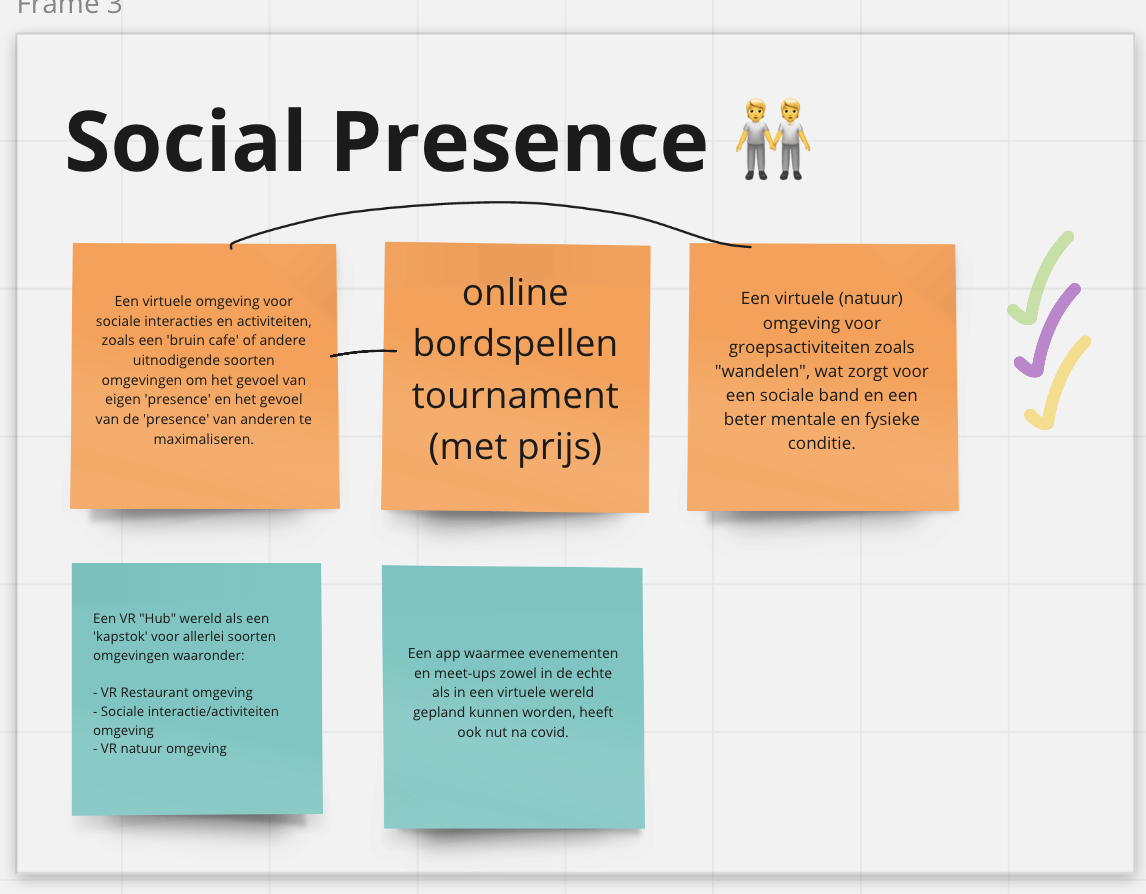 Frame 3
Social Presence
Een virtuele omgeving voor
sociale interacties en activiteiten,
zoals een 'bruin cafe' of andere
uitnodigende soorten
omgevingen om het gevoel van
eigen 'presence' en het gevoel
van de 'presence' van anderen te
maximaliseren.
online
bordspellen
tournament
(met prijs)
Een virtuele (natuur)
omgeving voor
groepsactiviteiten zoals
"wandelen", wat zorgt voor
een sociale band en een
beter mentale en fysieke
conditie.
Een VR "Hub" wereld als een
'kapstok' voor allerlei soorten
omgevingen waaronder:
- VR Restaurant omgeving
- Sociale interactie/activiteiten
omgeving
- VR natuur omgeving
Een app waarmee evenementen
en meet-ups zowel in de echte
als in een virtuele wereld
gepland kunnen worden, heeft
ook nut na covid.